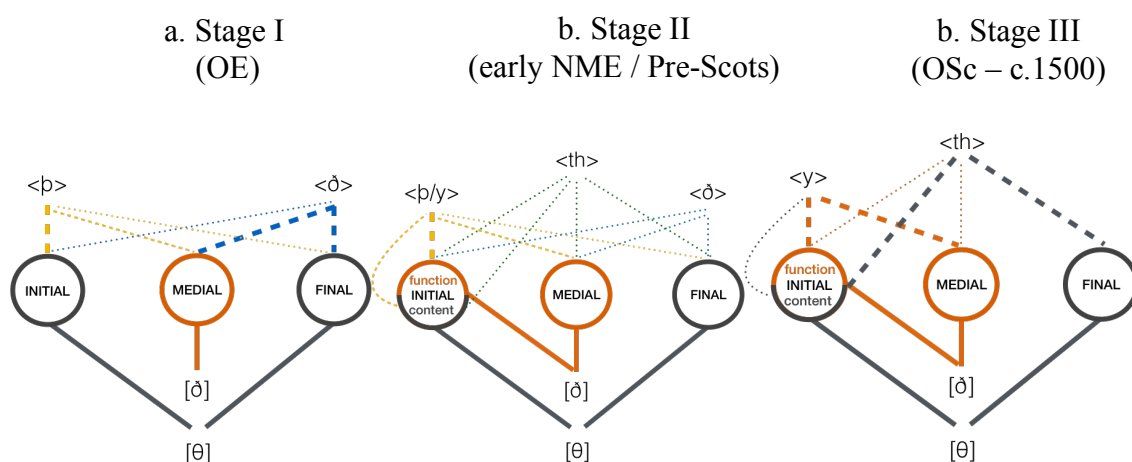 a. Stage I
(OE)
<þ>
<ð>
INITIAL
MEDIAL
FINAL
[ð]
[θ]
b. Stage II
(early NME / Pre-Scots)
<th>
<þ/y>
<ð>
function
INITIAL
content
MEDIAL
FINAL
[ð]
[θ]
b. Stage III
(OSc – c.1500)
<th>
<y>
function
INITIAL
content
MEDIAL
FINAL
[ð]
[θ]